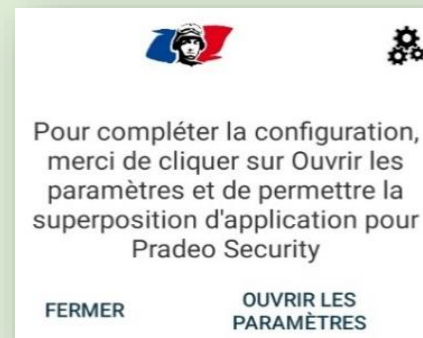 Pour compléter la configuration,
merci de cliquer sur Ouvrir les
paramètres et de permettre la
superposition d'application pour
Pradeo Security
FERMER
OUVRIR LES
PARAMÈTRES